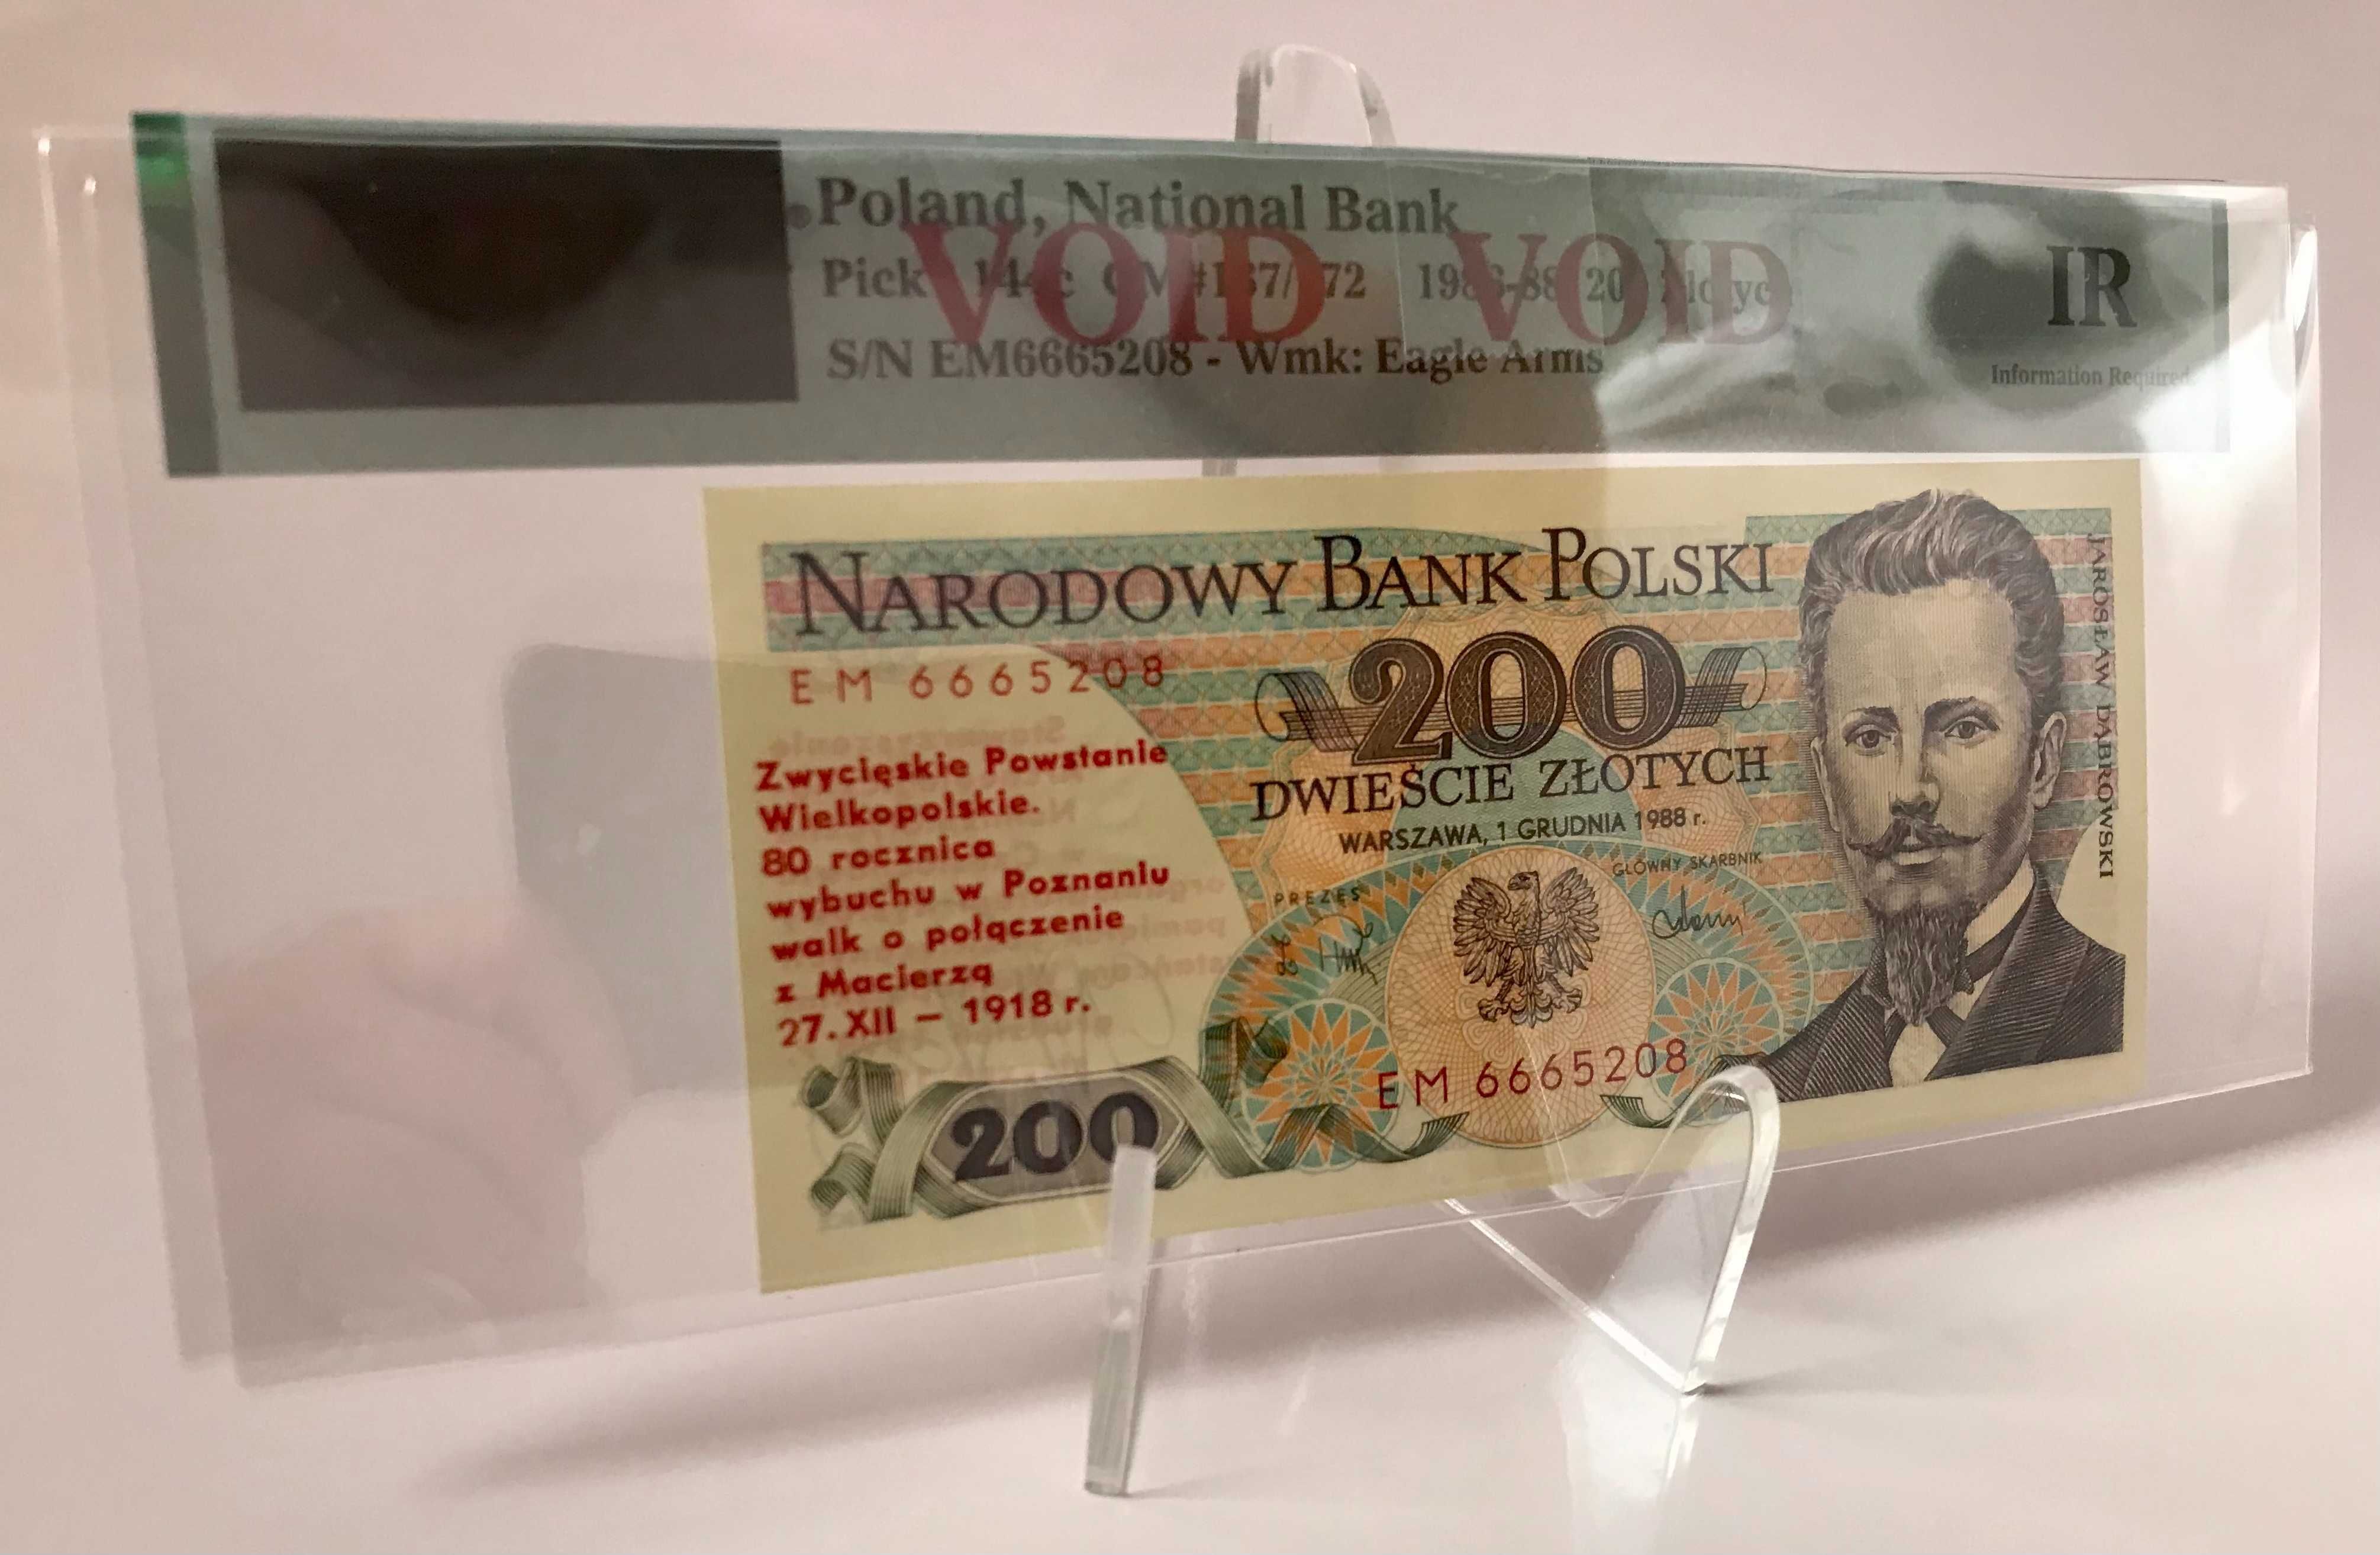 Poland, National Bank
Pick
VOID VOID
S/N EM6665208 - Wmk: Eagle Arms
IR
Information Required
NARODOWY BANK POLSKI
EM 6665208
200
DWIEŚCIE ZŁOTYCH
WARSZAWA, 1 GRUDNIA 1988 r.
PREZES
GŁÓWNY SKARBNIK
Zwycięskie Powstanie
Wielkopolskie.
80 rocznica
wybuchu w Poznaniu
walk o połączenie
z Macierzą
27. XII – 1918 r.
JAROSŁAW DĄBROWSKI
EM 6665208
200